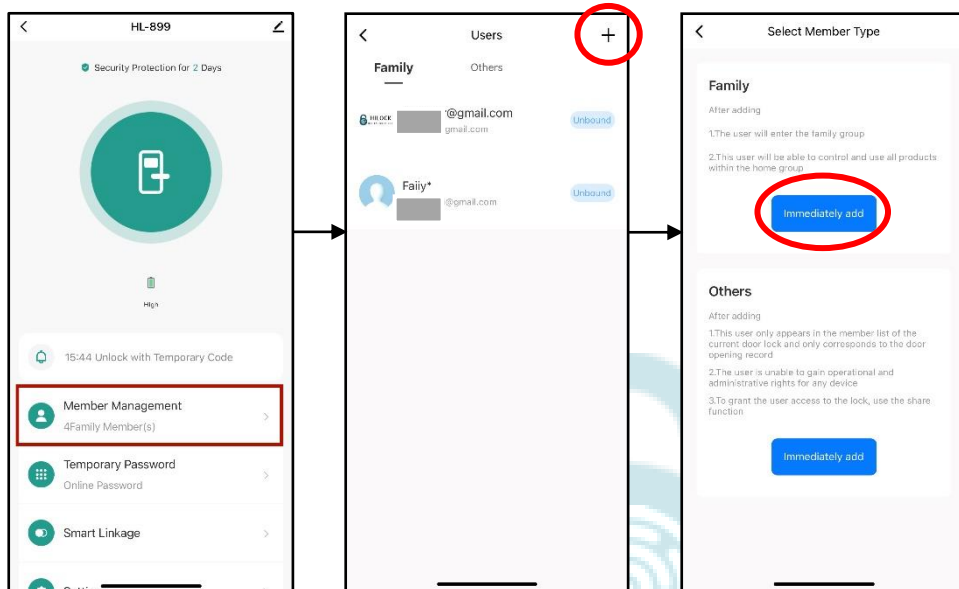 HL-899
Security Protection for 2 Days
High
15:44 Unlock with Temporary Code
Member Management
4Family Member(s)
Temporary Password
Online Password
Smart Linkage
Users
Family Others
@gmail.com
gmail.com
Unbound
Faiiy*
@gmail.com
Unbound
Select Member Type
Family
After adding
1.The user will enter the family group
2.This user will be able to control and use all products
within the home group
Immediately add
Others
After adding
1.This user only appears in the member list of the
current door lock and only corresponds to the door
opening record
2.The user is unable to gain operational and
administrative rights for any device
3.To grant the user access to the lock, use the share
function
Immediately add